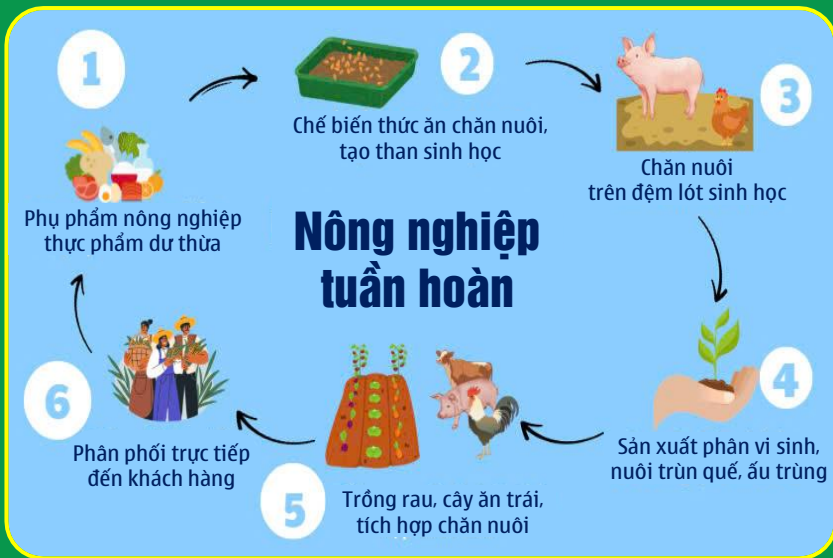 1
Phụ phẩm nông nghiệp
thực phẩm dư thừa
2
Chế biến thức ăn chăn nuôi,
tạo than sinh học
3
Chăn nuôi
trên đệm lót sinh học
Nông nghiệp
tuần hoàn
4
Sản xuất phân vi sinh,
nuôi trùn quế, ấu trùng
5
Trồng rau, cây ăn trái,
tích hợp chăn nuôi
6
Phân phối trực tiếp
đến khách hàng